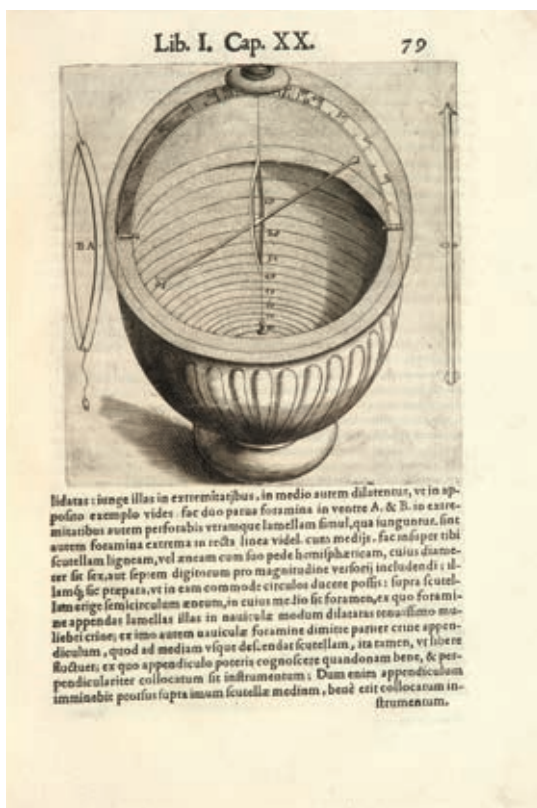 Lib. I. Cap. XX. 79
B A
lidatas: iunge illas in extremitatibus, in medio autem dilatentur, vt in ap-
posito exemplo vides. fac duo parua foramina in ventre A. & B. in extre-
mitatibus autem perforabis vtramque lamellam simul, qua iunguntur. sint
autem foramina extrema in recta linea videl. cum medijs. fac insuper tibi
scutellam ligneam, vel æneam cum suo pede hemisphæricam, cuius diame-
ter sit sex, aut septem digitorum pro magnitudine versorij includendi: il-
lamq́; sic præpara, vt in eam commode circulos ducere possis: supra scutel-
lam erige semicirculum æneum, in cuius medio sit foramen, ex quo forami-
ne appendas lamellas illas in nauiculæ modum dilatatas tenuissimo mu-
liebri crine; ex imo autem nauiculæ foramine dimitte pariter crine appen-
diculum, quod ad mediam vsque descendat scutellam, ita tamen, vt libere
fluctuet; ex quo appendiculo poteris cognoscere quandonam bene, & per-
pendiculariter collocatum sit instrumentum: Dum enim appendiculum
imminebit prorsus supra imum scutellæ medium, benè erit collocatum in-
strumentum.